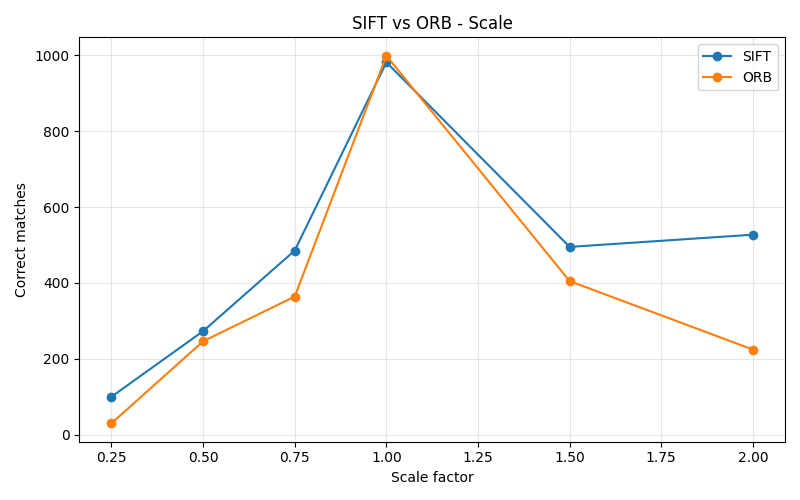 SIFT vs ORB - Scale
SIFT
ORB
Correct matches
1000
800
600
400
200
0
0.25 0.50 0.75 1.00 1.25 1.50 1.75 2.00
Scale factor